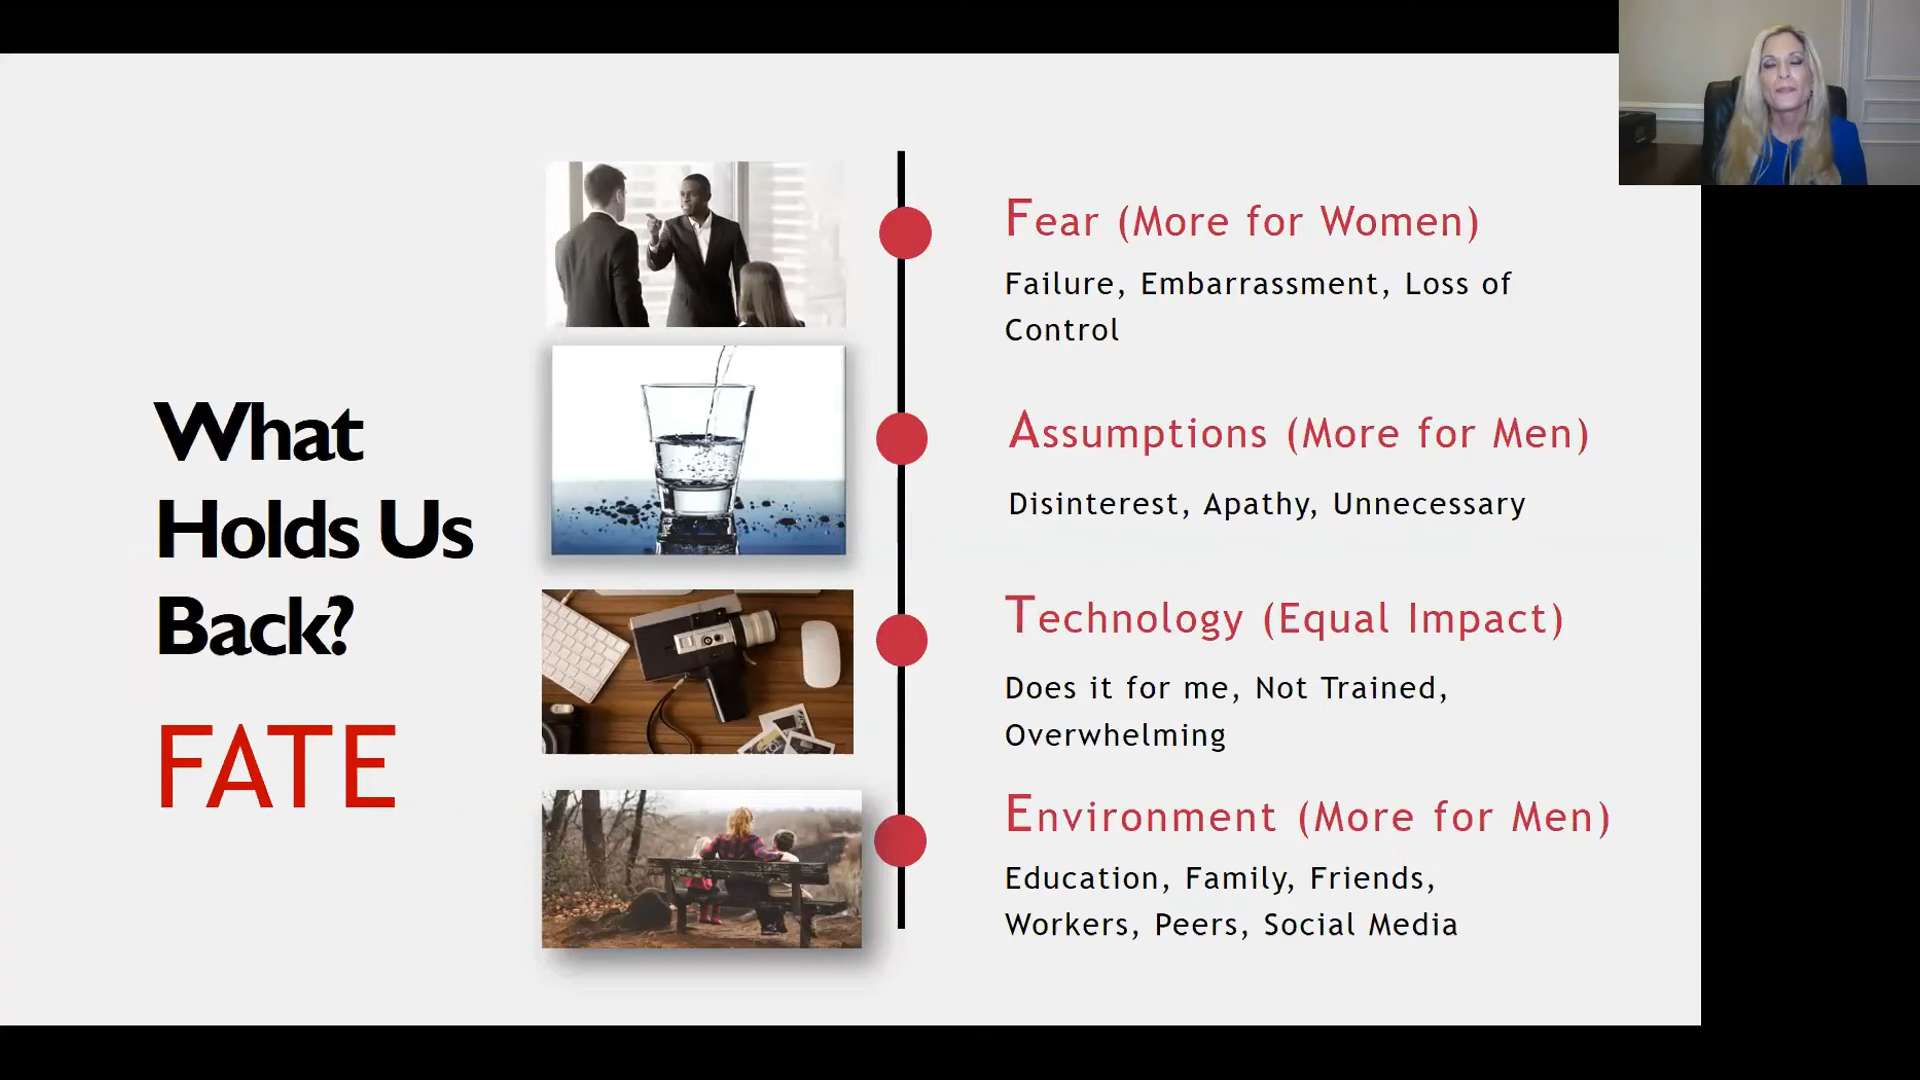 What
Holds Us
Back?
FATE
Fear (More for Women)
Failure, Embarrassment, Loss of
Control
Assumptions (More for Men)
Disinterest, Apathy, Unnecessary
Technology (Equal Impact)
Does it for me, Not Trained,
Overwhelming
Environment (More for Men)
Education, Family, Friends,
Workers, Peers, Social Media